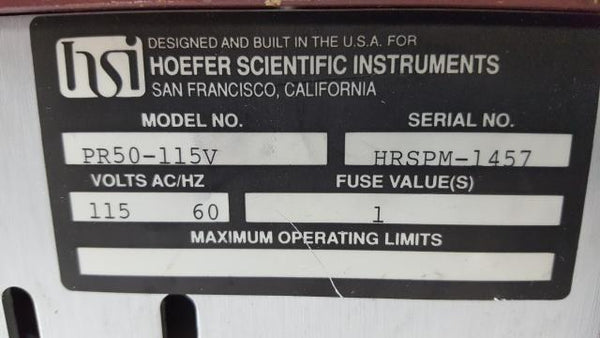 hsi
DESIGNED AND BUILT IN THE U.S.A. FOR
HOEFER SCIENTIFIC INSTRUMENTS
SAN FRANCISCO, CALIFORNIA
MODEL NO. SERIAL NO.
PR50-115V HRSPM-1457
VOLTS AC/HZ FUSE VALUE(S)
115 60 1
MAXIMUM OPERATING LIMITS